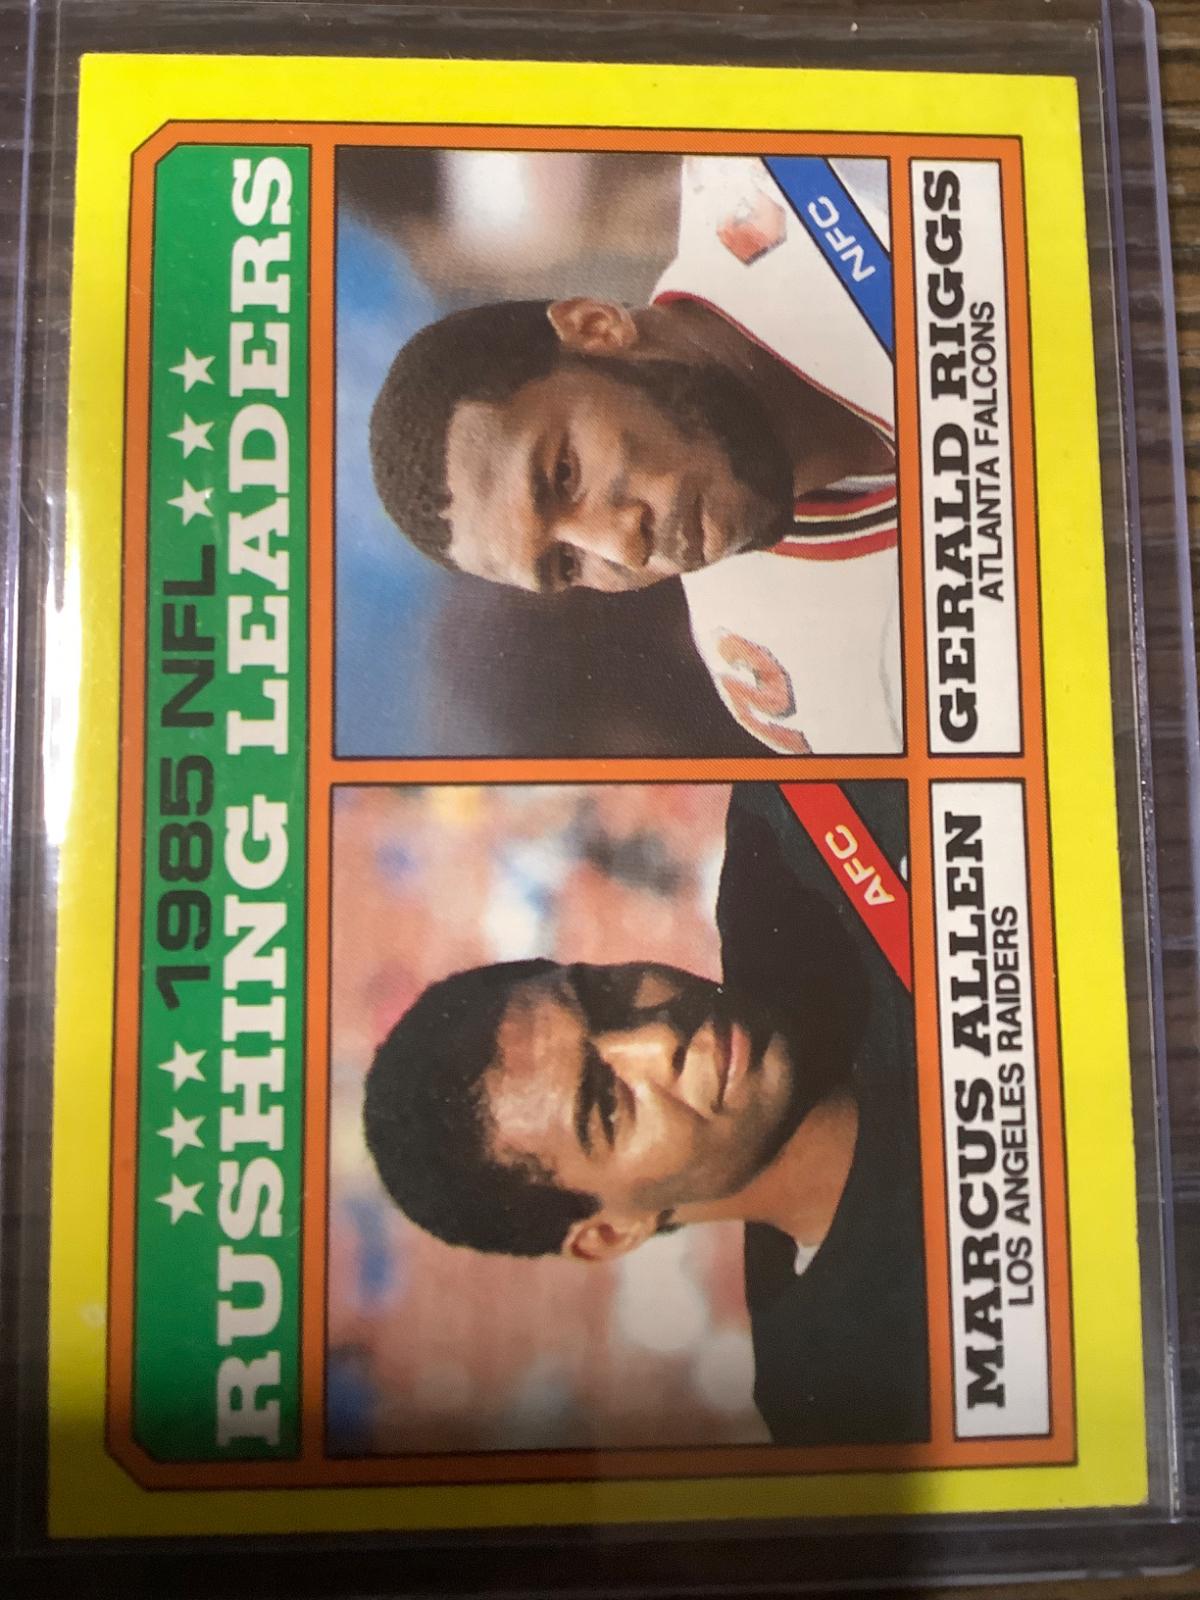 ★★★ 1985 NFL ★★★
RUSHING LEADERS
AFC
NFC
MARCUS ALLEN
LOS ANGELES RAIDERS
GERALD RIGGS
ATLANTA FALCONS